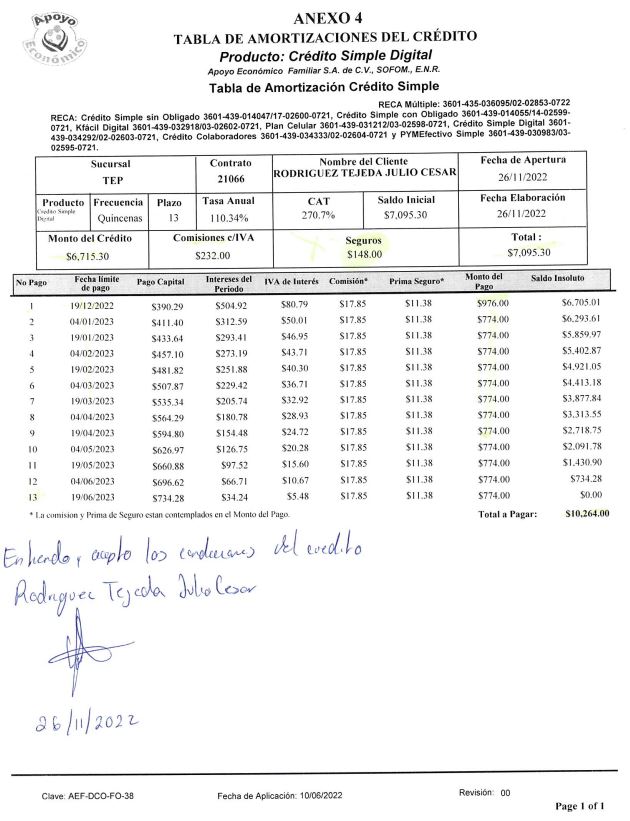 Apoyo Económico
ANEXO 4
TABLA DE AMORTIZACIONES DEL CRÉDITO
Producto: Crédito Simple Digital
Apoyo Económico Familiar S.A. de C.V., SOFOM., E.N.R.
Tabla de Amortización Crédito Simple
RECA Múltiple: 3601-435-036095/02-02853-0722
RECA: Crédito Simple sin Obligado 3601-439-014047/17-02600-0721, Crédito Simple con Obligado 3601-439-014055/14-02599-
0721, Kfácil Digital 3601-439-032918/03-02602-0721, Plan Celular 3601-439-031212/03-02598-0721, Crédito Simple Digital 3601-
439-034292/02-02603-0721, Crédito Colaboradores 3601-439-034333/02-02604-0721 y PYMEfectivo Simple 3601-439-030983/03-
02595-0721.
Sucursal Contrato Nombre del Cliente Fecha de Apertura
TEP 21066 RODRIGUEZ TEJEDA JULIO CESAR 26/11/2022
Producto Frecuencia Plazo Tasa Anual CAT Saldo Inicial Fecha Elaboración
Crédito Simple Digital Quincenas 13 110.34% 270.7% $7,095.30 26/11/2022
Monto del Crédito Comisiones c/IVA Seguros Total :
$6,715.30 $232.00 $148.00 $7,095.30
No Pago Fecha límite de pago Pago Capital Intereses del Período IVA de Interés Comisión* Prima Seguro* Monto del Pago Saldo Insoluto
1 19/12/2022 $390.29 $504.92 $80.79 $17.85 $11.38 $976.00 $6,705.01
2 04/01/2023 $411.40 $312.59 $50.01 $17.85 $11.38 $774.00 $6,293.61
3 19/01/2023 $433.64 $293.41 $46.95 $17.85 $11.38 $774.00 $5,859.97
4 04/02/2023 $457.10 $273.19 $43.71 $17.85 $11.38 $774.00 $5,402.87
5 19/02/2023 $481.82 $251.88 $40.30 $17.85 $11.38 $774.00 $4,921.05
6 04/03/2023 $507.87 $229.42 $36.71 $17.85 $11.38 $774.00 $4,413.18
7 19/03/2023 $535.34 $205.74 $32.92 $17.85 $11.38 $774.00 $3,877.84
8 04/04/2023 $564.29 $180.78 $28.93 $17.85 $11.38 $774.00 $3,313.55
9 19/04/2023 $594.80 $154.48 $24.72 $17.85 $11.38 $774.00 $2,718.75
10 04/05/2023 $626.97 $126.75 $20.28 $17.85 $11.38 $774.00 $2,091.78
11 19/05/2023 $660.88 $97.52 $15.60 $17.85 $11.38 $774.00 $1,430.90
12 04/06/2023 $696.62 $66.71 $10.67 $17.85 $11.38 $774.00 $734.28
13 19/06/2023 $734.28 $34.24 $5.48 $17.85 $11.38 $774.00 $0.00
* La comision y Prima de Seguro estan contemplados en el Monto del Pago. Total a Pagar: $10,264.00
Entiendo y acepto las condiciones del credito
Rodriguez Tejeda Julio Cesar
26/11/2022
Clave: AEF-DCO-FO-38 Fecha de Aplicación: 10/06/2022 Revisión: 00
Page 1 of 1